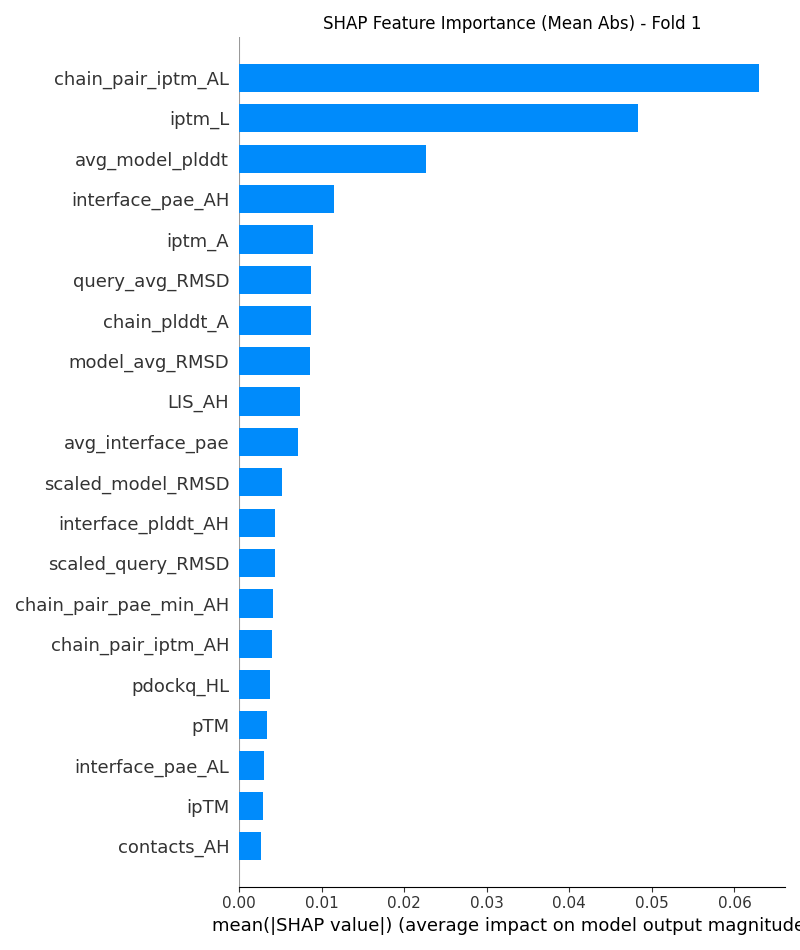 SHAP Feature Importance (Mean Abs) - Fold 1
chain_pair_iptm_AL
iptm_L
avg_model_plddt
interface_pae_AH
iptm_A
query_avg_RMSD
chain_plddt_A
model_avg_RMSD
LIS_AH
avg_interface_pae
scaled_model_RMSD
interface_plddt_AH
scaled_query_RMSD
chain_pair_pae_min_AH
chain_pair_iptm_AH
pdockq_HL
pTM
interface_pae_AL
ipTM
contacts_AH
0.00 0.01 0.02 0.03 0.04 0.05 0.06
mean(|SHAP value|) (average impact on model output magnitude